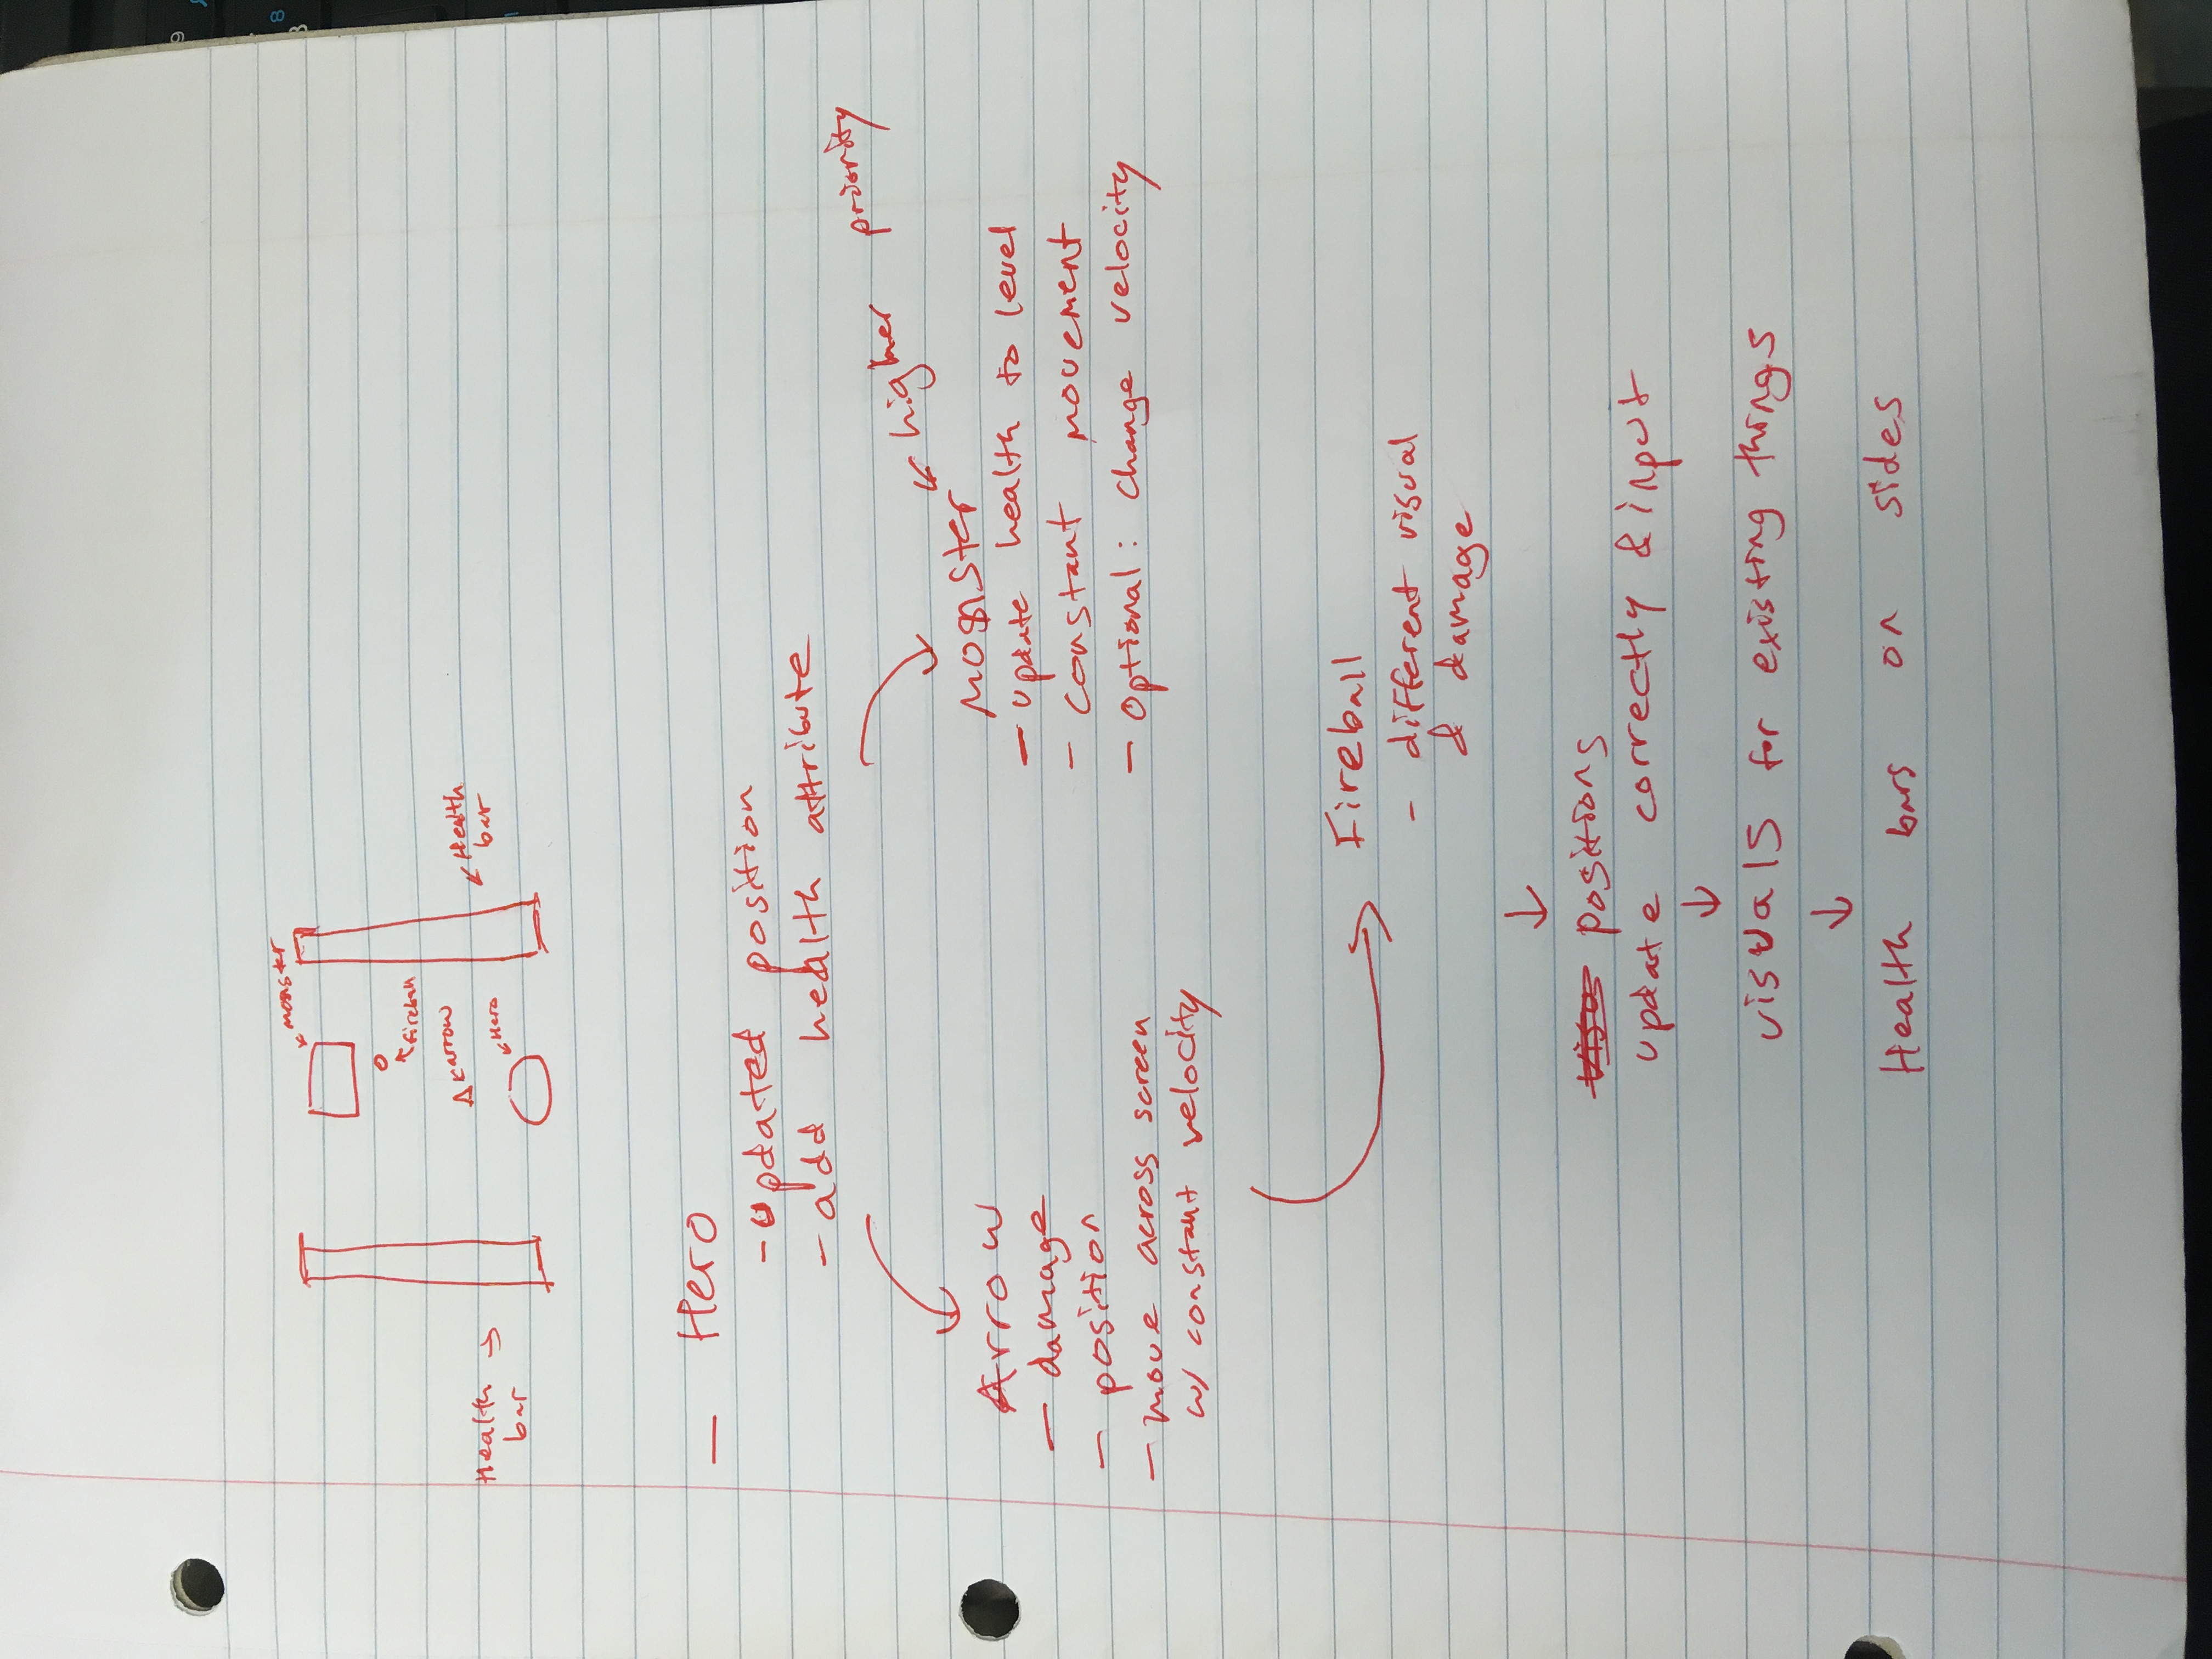 monster
fireball
arrow
Health
bar
Health
bar
Hero
— Hero
- updated position
- add health attribute
higher priority
Arrow
- damage
- position
- move across screen
w/ constant velocity
Monster
- update health to level
- constant movement
- optional: change velocity
Fireball
- different visual
& damage
positions
update correctly & input
visuals for existing things
Health bars on sides